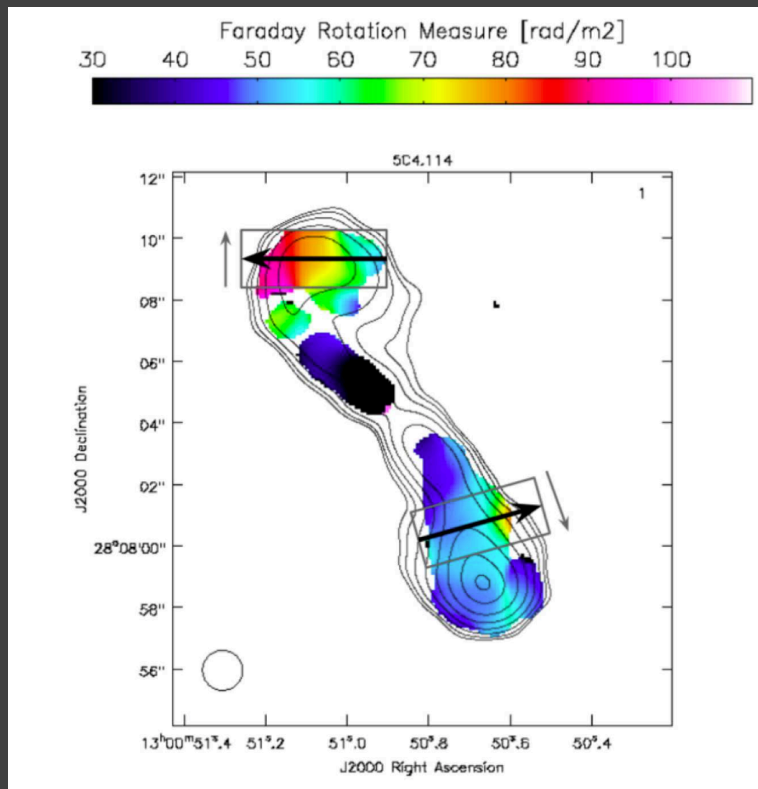 Faraday Rotation Measure [rad/m2]
30 40 50 60 70 80 90 100
5C4.114
1
12"
10"
08"
06"
04"
02"
28°08'00"
58"
56"
J2000 Declination
13ʰ00ᵐ51ˢ.4 51ˢ.2 51ˢ.0 50ˢ.8 50ˢ.6 50ˢ.4
J2000 Right Ascension